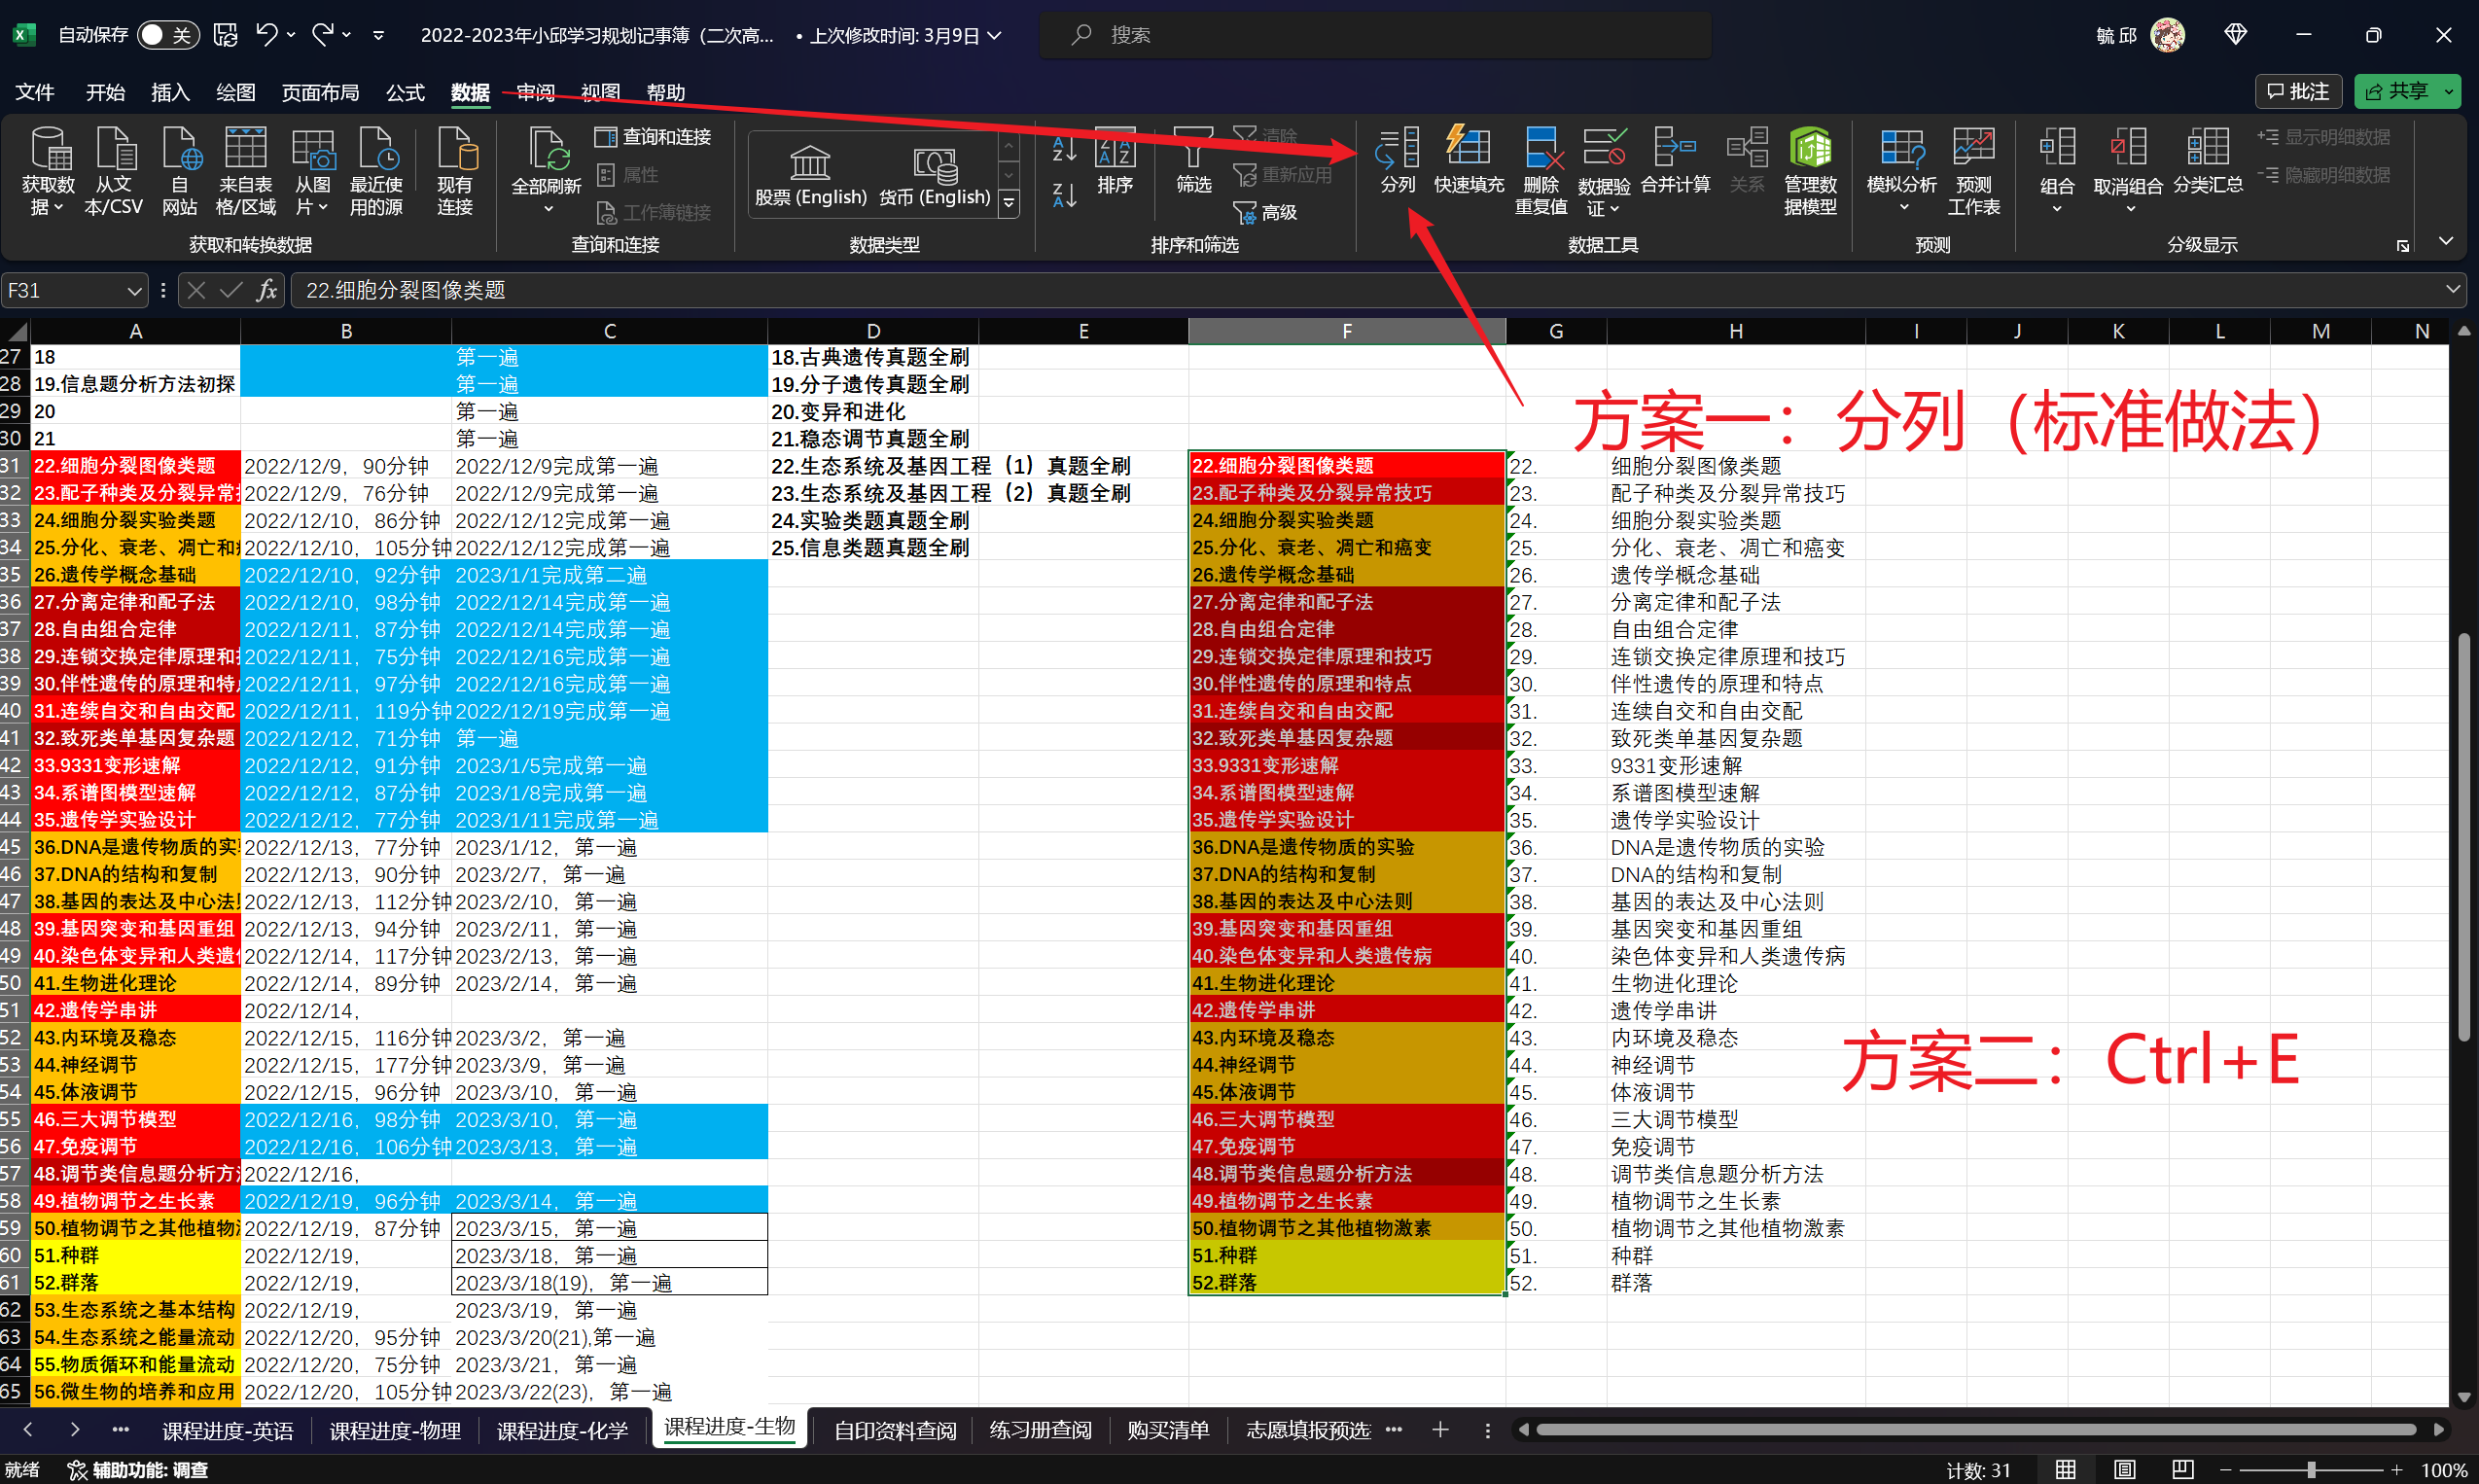 自动保存 关 2022-2023年小邱学习规划记事簿（二次高... • 上次修改时间: 3月9日 搜索 毓 邱
文件 开始 插入 绘图 页面布局 公式 数据 审阅 视图 帮助 批注 共享
获取数据 从文本/CSV 自网站 来自表格/区域 从图片 最近使用的源 现有连接
获取和转换数据
全部刷新 查询和连接 属性 工作簿链接
查询和连接
股票 (English) 货币 (English)
数据类型
排序 筛选 清除 重新应用 高级
排序和筛选
分列 快速填充 删除重复值 数据验证 合并计算 关系 管理数据模型
数据工具
模拟分析 预测工作表
预测
组合 取消组合 分类汇总 显示明细数据 隐藏明细数据
分级显示
F31 fx 22.细胞分裂图像类题
A B C D E F G H I J K L M N
27 18 第一遍 18.古典遗传真题全刷
28 19.信息题分析方法初探 第一遍 19.分子遗传真题全刷
29 20 第一遍 20.变异和进化
30 21 第一遍 21.稳态调节真题全刷
方案一：分列（标准做法）
31 22.细胞分裂图像类题 2022/12/9，90分钟 2022/12/9完成第一遍 22.生态系统及基因工程（1）真题全刷 22.细胞分裂图像类题 22. 细胞分裂图像类题
32 23.配子种类及分裂异常 2022/12/9，76分钟 2022/12/9完成第一遍 23.生态系统及基因工程（2）真题全刷 23.配子种类及分裂异常技巧 23. 配子种类及分裂异常技巧
33 24.细胞分裂实验类题 2022/12/10，86分钟 2022/12/12完成第一遍 24.实验类题真题全刷 24.细胞分裂实验类题 24. 细胞分裂实验类题
34 25.分化、衰老、凋亡和 2022/12/10，105分钟 2022/12/12完成第一遍 25.信息类题真题全刷 25.分化、衰老、凋亡和癌变 25. 分化、衰老、凋亡和癌变
35 26.遗传学概念基础 2022/12/10，92分钟 2023/1/1完成第二遍 26.遗传学概念基础 26. 遗传学概念基础
36 27.分离定律和配子法 2022/12/10，98分钟 2022/12/14完成第一遍 27.分离定律和配子法 27. 分离定律和配子法
37 28.自由组合定律 2022/12/11，87分钟 2022/12/14完成第一遍 28.自由组合定律 28. 自由组合定律
38 29.连锁交换定律原理和 2022/12/11，75分钟 2022/12/16完成第一遍 29.连锁交换定律原理和技巧 29. 连锁交换定律原理和技巧
39 30.伴性遗传的原理和特 2022/12/11，97分钟 2022/12/16完成第一遍 30.伴性遗传的原理和特点 30. 伴性遗传的原理和特点
40 31.连续自交和自由交配 2022/12/11，119分钟 2022/12/19完成第一遍 31.连续自交和自由交配 31. 连续自交和自由交配
41 32.致死类单基因复杂题 2022/12/12，71分钟 第一遍 32.致死类单基因复杂题 32. 致死类单基因复杂题
42 33.9331变形速解 2022/12/12，91分钟 2023/1/5完成第一遍 33.9331变形速解 33. 9331变形速解
43 34.系谱图模型速解 2022/12/12，87分钟 2023/1/8完成第一遍 34.系谱图模型速解 34. 系谱图模型速解
44 35.遗传学实验设计 2022/12/12，77分钟 2023/1/11完成第一遍 35.遗传学实验设计 35. 遗传学实验设计
45 36.DNA是遗传物质的实 2022/12/13，77分钟 2023/1/12，第一遍 36.DNA是遗传物质的实验 36. DNA是遗传物质的实验
46 37.DNA的结构和复制 2022/12/13，90分钟 2023/2/7，第一遍 37.DNA的结构和复制 37. DNA的结构和复制
47 38.基因的表达及中心法 2022/12/13，112分钟 2023/2/10，第一遍 38.基因的表达及中心法则 38. 基因的表达及中心法则
48 39.基因突变和基因重组 2022/12/13，94分钟 2023/2/11，第一遍 39.基因突变和基因重组 39. 基因突变和基因重组
49 40.染色体变异和人类遗 2022/12/14，117分钟 2023/2/13，第一遍 40.染色体变异和人类遗传病 40. 染色体变异和人类遗传病
50 41.生物进化理论 2022/12/14，89分钟 2023/2/14，第一遍 41.生物进化理论 41. 生物进化理论
51 42.遗传学串讲 2022/12/14， 42.遗传学串讲 42. 遗传学串讲
52 43.内环境及稳态 2022/12/15，116分钟 2023/3/2，第一遍 43.内环境及稳态 43. 内环境及稳态
53 44.神经调节 2022/12/15，177分钟 2023/3/9，第一遍 44.神经调节 44. 神经调节
方案二：Ctrl+E
54 45.体液调节 2022/12/15，96分钟 2023/3/10，第一遍 45.体液调节 45. 体液调节
55 46.三大调节模型 2022/12/16，98分钟 2023/3/10，第一遍 46.三大调节模型 46. 三大调节模型
56 47.免疫调节 2022/12/16，106分钟 2023/3/13，第一遍 47.免疫调节 47. 免疫调节
57 48.调节类信息题分析方 2022/12/16， 48.调节类信息题分析方法 48. 调节类信息题分析方法
58 49.植物调节之生长素 2022/12/19，96分钟 2023/3/14，第一遍 49.植物调节之生长素 49. 植物调节之生长素
59 50.植物调节之其他植物 2022/12/19，87分钟 2023/3/15，第一遍 50.植物调节之其他植物激素 50. 植物调节之其他植物激素
60 51.种群 2022/12/19， 2023/3/18，第一遍 51.种群 51. 种群
61 52.群落 2022/12/19， 2023/3/18(19)，第一遍 52.群落 52. 群落
62 53.生态系统之基本结构 2022/12/19， 2023/3/19，第一遍
63 54.生态系统之能量流动 2022/12/20，95分钟 2023/3/20(21),第一遍
64 55.物质循环和能量流动 2022/12/20，75分钟 2023/3/21，第一遍
65 56.微生物的培养和应用 2022/12/20，105分钟 2023/3/22(23)，第一遍
课程进度-英语 课程进度-物理 课程进度-化学 课程进度-生物 自印资料查阅 练习册查阅 购买清单 志愿填报预选 ...
就绪 辅助功能: 调查 计数: 31 100%